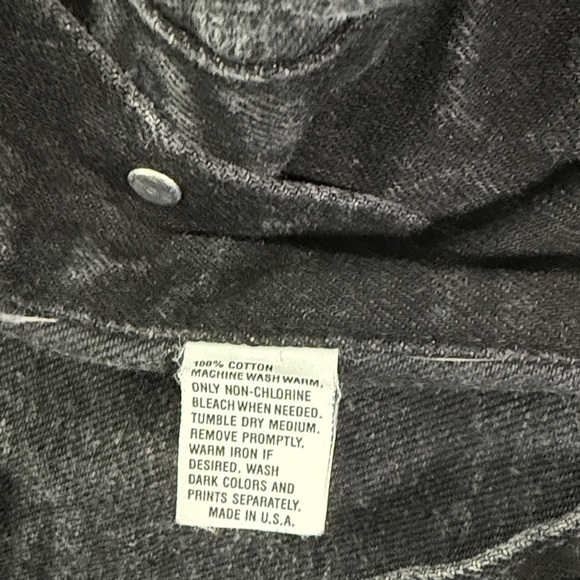 100% COTTON
MACHINE WASH WARM,
ONLY NON-CHLORINE
BLEACH WHEN NEEDED.
TUMBLE DRY MEDIUM.
REMOVE PROMPTLY.
WARM IRON IF
DESIRED. WASH
DARK COLORS AND
PRINTS SEPARATELY.
MADE IN U.S.A.